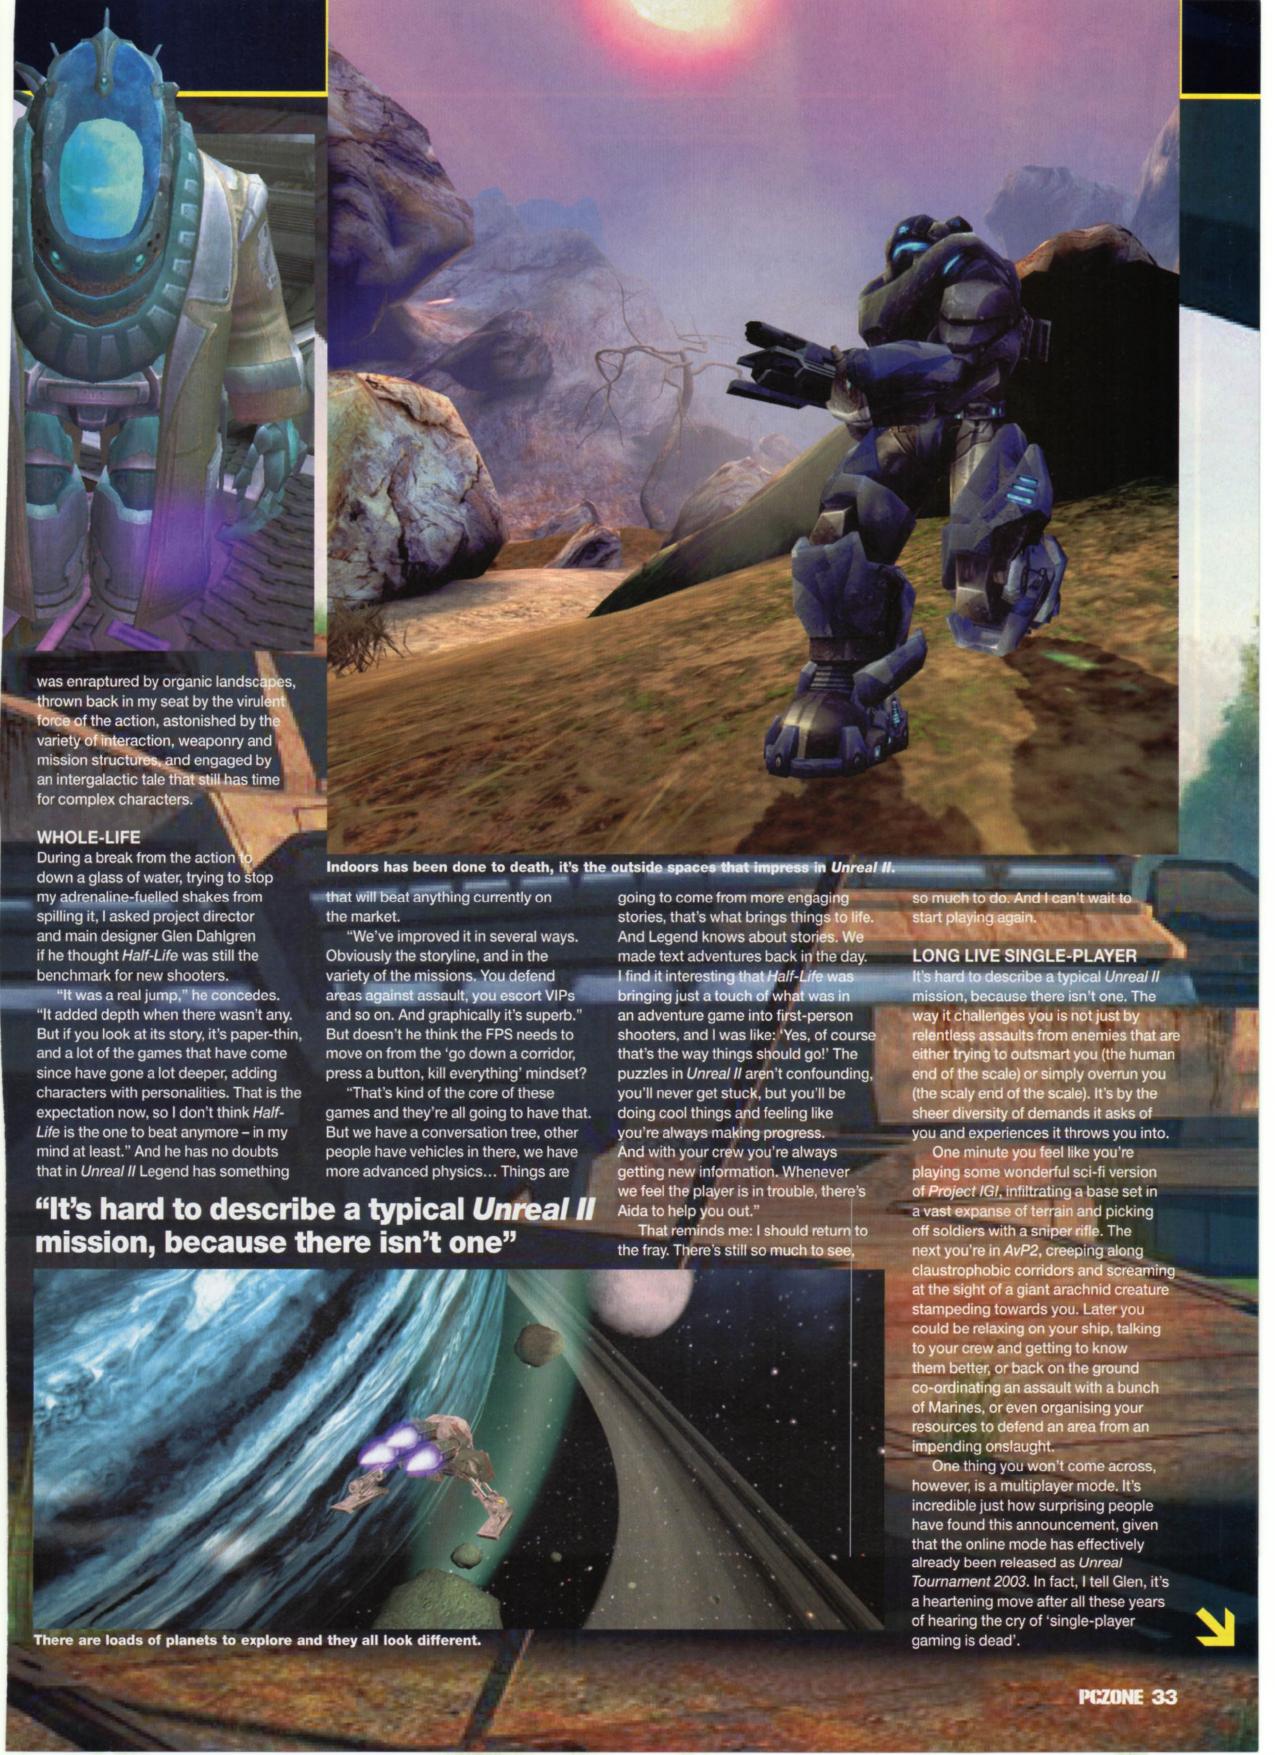 was enraptured by organic landscapes,
thrown back in my seat by the virulent
force of the action, astonished by the
variety of interaction, weaponry and
mission structures, and engaged by
an intergalactic tale that still has time
for complex characters.
WHOLE-LIFE
During a break from the action to
down a glass of water, trying to stop
my adrenaline-fuelled shakes from
spilling it, I asked project director
and main designer Glen Dahlgren
if he thought Half-Life was still the
benchmark for new shooters.
“It was a real jump,” he concedes.
“It added depth when there wasn’t any.
But if you look at its story, it’s paper-thin,
and a lot of the games that have come
since have gone a lot deeper, adding
characters with personalities. That is the
expectation now, so I don’t think Half-
Life is the one to beat anymore – in my
mind at least.” And he has no doubts
that in Unreal II Legend has something
Indoors has been done to death, it’s the outside spaces that impress in Unreal II.
that will beat anything currently on
the market.
“We’ve improved it in several ways.
Obviously the storyline, and in the
variety of the missions. You defend
areas against assault, you escort VIPs
and so on. And graphically it’s superb.”
But doesn’t he think the FPS needs to
move on from the ‘go down a corridor,
press a button, kill everything’ mindset?
“That’s kind of the core of these
games and they’re all going to have that.
But we have a conversation tree, other
people have vehicles in there, we have
more advanced physics… Things are
going to come from more engaging
stories, that’s what brings things to life.
And Legend knows about stories. We
made text adventures back in the day.
I find it interesting that Half-Life was
bringing just a touch of what was in
an adventure game into first-person
shooters, and I was like: ‘Yes, of course
that’s the way things should go!’ The
puzzles in Unreal II aren’t confounding,
you’ll never get stuck, but you’ll be
doing cool things and feeling like
you’re always making progress.
And with your crew you’re always
getting new information. Whenever
we feel the player is in trouble, there’s
Aida to help you out.”
That reminds me: I should return to
the fray. There’s still so much to see,
so much to do. And I can’t wait to
start playing again.
LONG LIVE SINGLE-PLAYER
It’s hard to describe a typical Unreal II
mission, because there isn’t one. The
way it challenges you is not just by
relentless assaults from enemies that are
either trying to outsmart you (the human
end of the scale) or simply overrun you
(the scaly end of the scale). It’s by the
sheer diversity of demands it asks of
you and experiences it throws you into.
One minute you feel like you’re
playing some wonderful sci-fi version
of Project IGI, infiltrating a base set in
a vast expanse of terrain and picking
off soldiers with a sniper rifle. The
next you’re in AvP2, creeping along
claustrophobic corridors and screaming
at the sight of a giant arachnid creature
stampeding towards you. Later you
could be relaxing on your ship, talking
to your crew and getting to know
them better, or back on the ground
co-ordinating an assault with a bunch
of Marines, or even organising your
resources to defend an area from an
impending onslaught.
One thing you won’t come across,
however, is a multiplayer mode. It’s
incredible just how surprising people
have found this announcement, given
that the online mode has effectively
already been released as Unreal
Tournament 2003. In fact, I tell Glen, it’s
a heartening move after all these years
of hearing the cry of ‘single-player
gaming is dead’.
“It’s hard to describe a typical Unreal II
mission, because there isn’t one”
There are loads of planets to explore and they all look different.
PCZONE 33